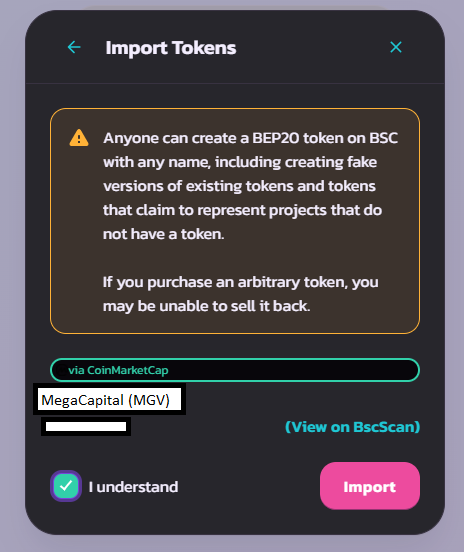 Import Tokens
Anyone can create a BEP20 token on BSC
with any name, including creating fake
versions of existing tokens and tokens
that claim to represent projects that do
not have a token.
If you purchase an arbitrary token, you
may be unable to sell it back.
via CoinMarketCap
MegaCapital (MGV)
(View on BscScan)
I understand
Import